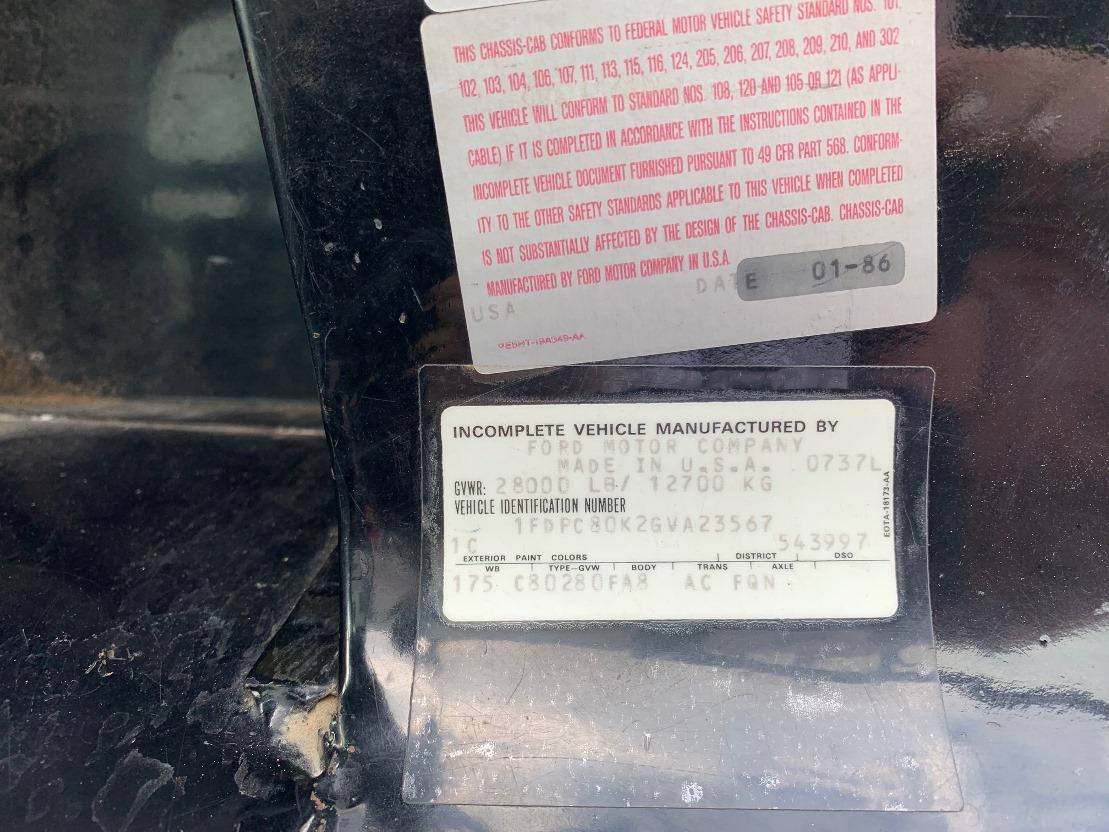 THIS CHASSIS-CAB CONFORMS TO FEDERAL MOTOR VEHICLE SAFETY STANDARD NOS. 101,
102, 103, 104, 106, 107, 111, 113, 115, 116, 124, 205, 206, 207, 208, 209, 210, AND 302
THIS VEHICLE WILL CONFORM TO STANDARD NOS. 108, 120 AND 105 OR 121 (AS APPLI-
CABLE) IF IT IS COMPLETED IN ACCORDANCE WITH THE INSTRUCTIONS CONTAINED IN THE
INCOMPLETE VEHICLE DOCUMENT FURNISHED PURSUANT TO 49 CFR PART 568. CONFORM-
ITY TO THE OTHER SAFETY STANDARDS APPLICABLE TO THIS VEHICLE WHEN COMPLETED
IS NOT SUBSTANTIALLY AFFECTED BY THE DESIGN OF THE CHASSIS-CAB. CHASSIS-CAB
MANUFACTURED BY FORD MOTOR COMPANY IN U.S.A
DATE 01-86
USA
INCOMPLETE VEHICLE MANUFACTURED BY
FORD MOTOR COMPANY
MADE IN U.S.A. 0737L
GVWR: 28000 LB/ 12700 KG
VEHICLE IDENTIFICATION NUMBER
1FDPC80K2GVA23567
1C 543997
EXTERIOR PAINT COLORS DISTRICT DSO
WB TYPE-GVW BODY TRANS AXLE
175 C80280FA8 AC FQN
EOTA-18173-AA